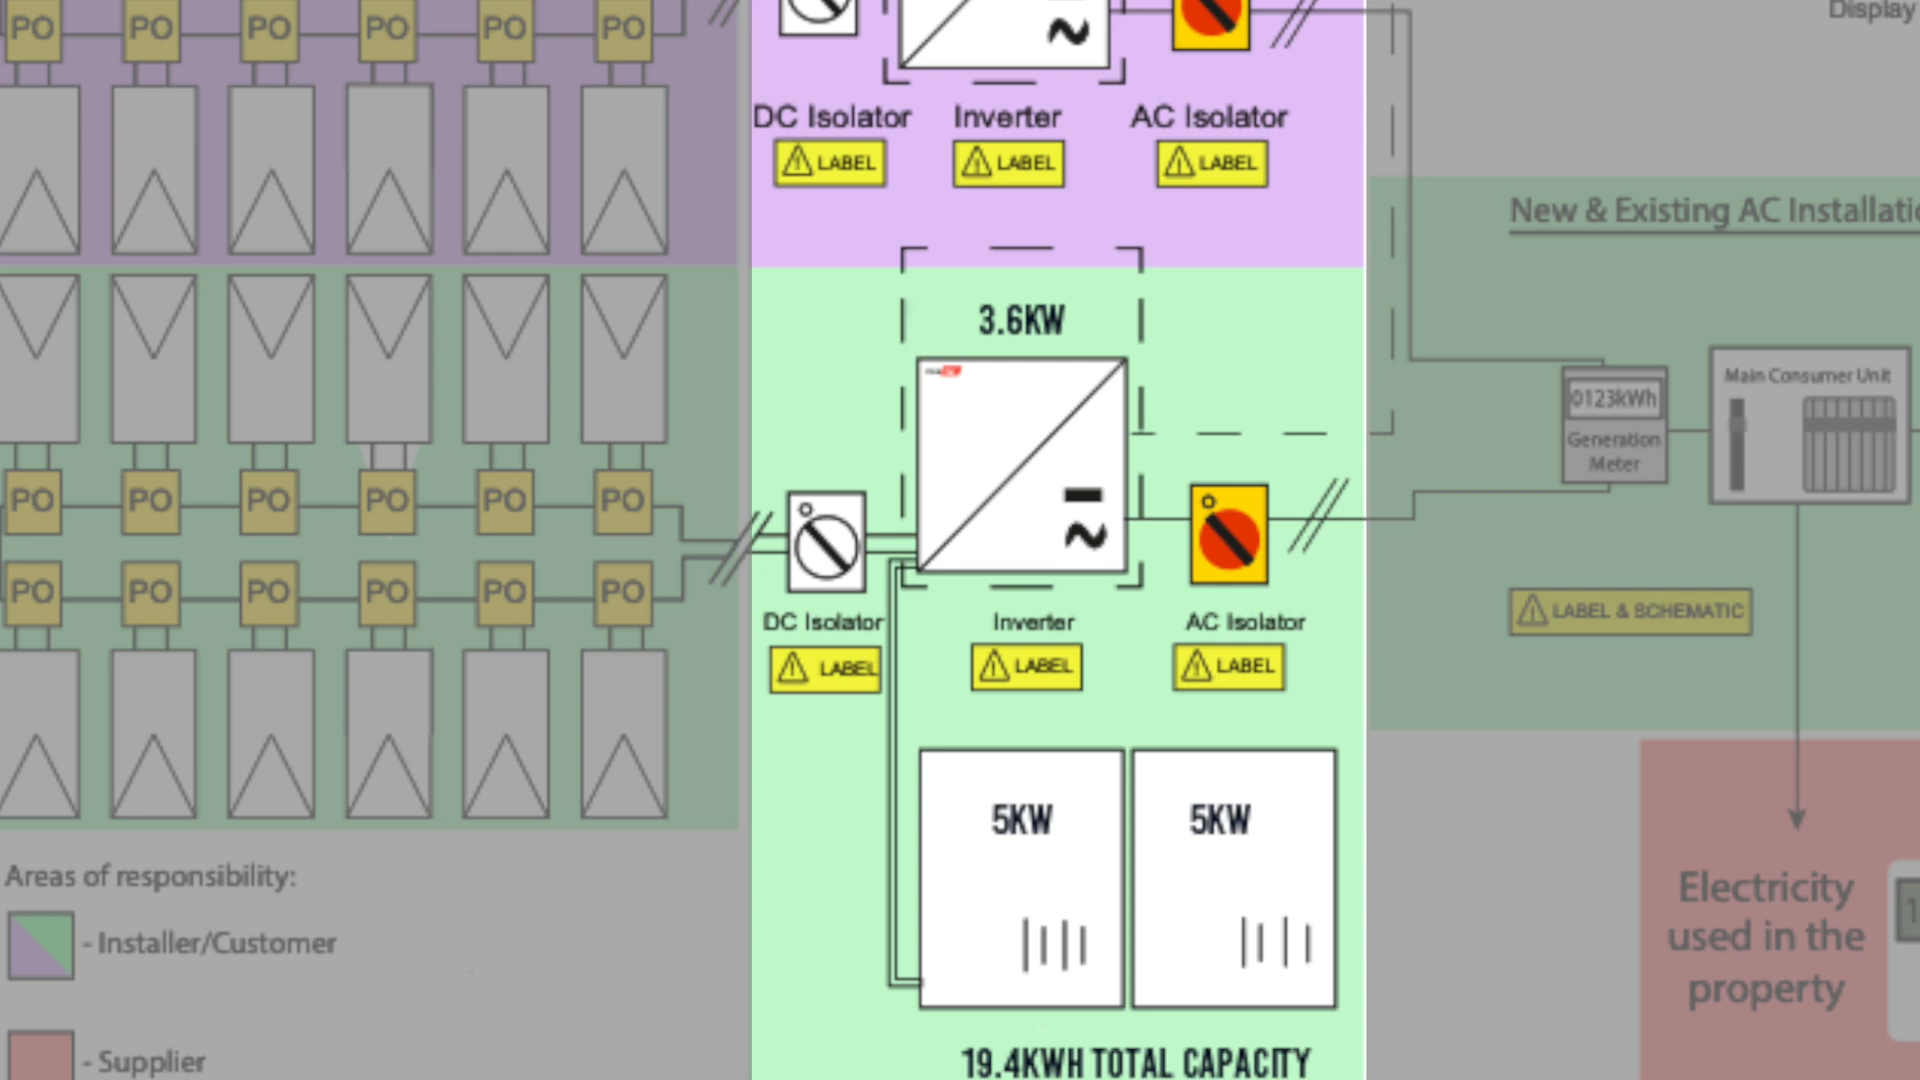 PO PO PO PO PO PO
Display
DC Isolator Inverter AC Isolator
LABEL LABEL LABEL
New & Existing AC Installati
3.6KW
Main Consumer Unit
0123kWh
Generation
Meter
PO PO PO PO PO PO
PO PO PO PO PO PO
DC Isolator Inverter AC Isolator
LABEL LABEL LABEL
LABEL & SCHEMATIC
5KW 5KW
Areas of responsibility:
- Installer/Customer
- Supplier
Electricity
used in the
property
1
19.4KWH TOTAL CAPACITY